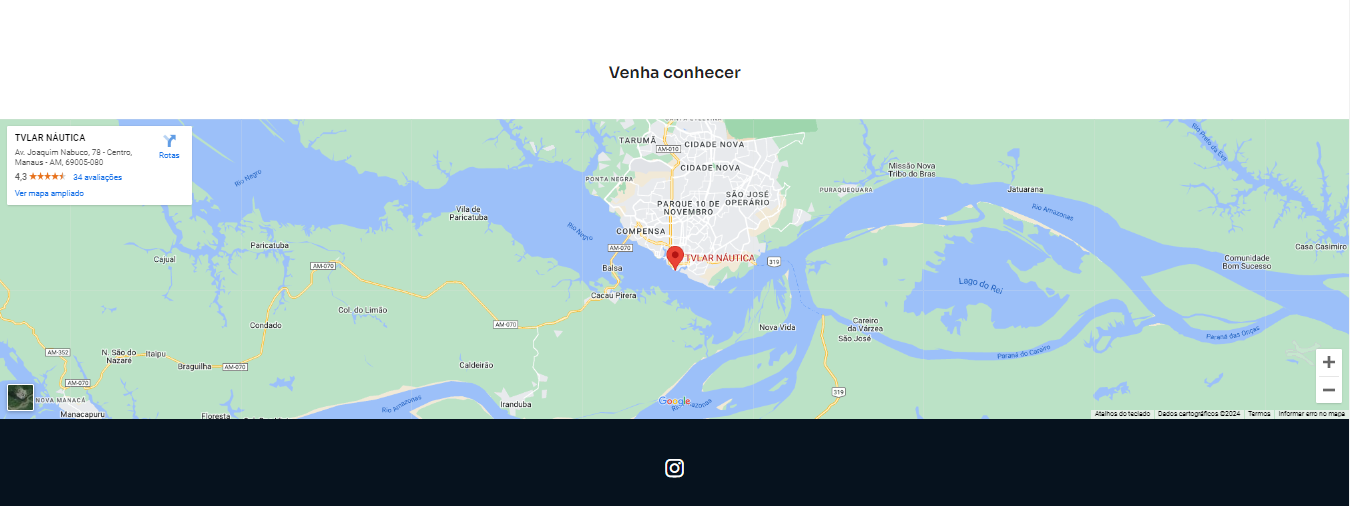 Venha conhecer
TVLAR NÁUTICA
Av. Joaquim Nabuco, 78 - Centro,
Manaus - AM, 69005-080
4,3
34 avaliações
Ver mapa ampliado
Rotas
TARUMÃ
AM-010
CIDADE NOVA
CIDADE NOVA
PONTA NEGRA
SÃO JOSÉ
OPERÁRIO
PARQUE 10 DE
NOVEMBRO
COMPENSA
AM-070
TVLAR NÁUTICA
319
Rio Negro
Rio Negro
Vila de
Paricatuba
Paricatuba
Cajual
AM-070
Balsa
Cacau Pirera
Col. do Limão
Condado
AM-070
AM-352
N. São do
Nazaré
Itaipu
Braguilha
AM-070
AM-070
NOVA MANACÁ
Manacapuru
Floresta
Caldeirão
Iranduba
Rio Amazonas
Google
Nova Vida
Careiro
da Várzea
São José
319
PURAQUEQUARA
Missão Nova
Tribo do Bras
Jatuarana
Rio Amazonas
Rio Preto da Eva
Casa Casimiro
Comunidade
Bom Sucesso
Lago do Rei
Paraná do Careiro
Paraná das Onças
Atalhos do teclado
Dados cartográficos ©2024
Termos
Informar erro no mapa